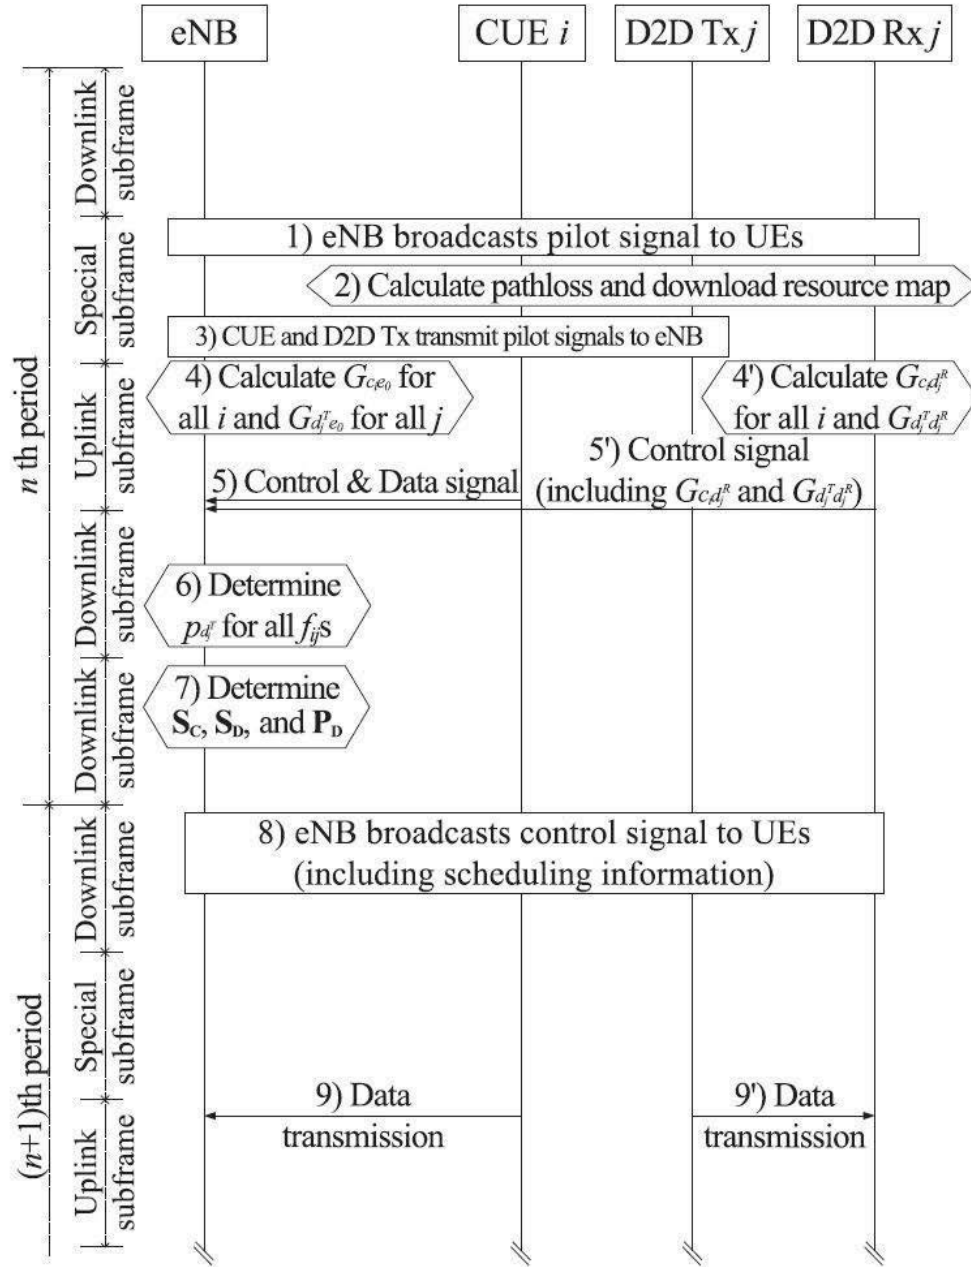 eNB
CUE i
D2D Tx j
D2D Rx j
n th period
Downlink
subframe
1) eNB broadcasts pilot signal to UEs
Special
subframe
2) Calculate pathloss and download resource map
3) CUE and D2D Tx transmit pilot signals to eNB
Uplink
subframe
4) Calculate G_{c_i e_0} for
all i and G_{d_j^T e_0} for all j
4') Calculate G_{c_i d_j^R}
for all i and G_{d_j^T d_j^R}
5') Control signal
(including G_{c_i d_j^R} and G_{d_j^T d_j^R})
5) Control & Data signal
Downlink
subframe
6) Determine
p_{d_j^T} for all f_{ij}s
Downlink
subframe
7) Determine
S_C, S_D, and P_D
(n+1)th period
Downlink
subframe
8) eNB broadcasts control signal to UEs
(including scheduling information)
Special
subframe
Uplink
subframe
9) Data
transmission
9') Data
transmission